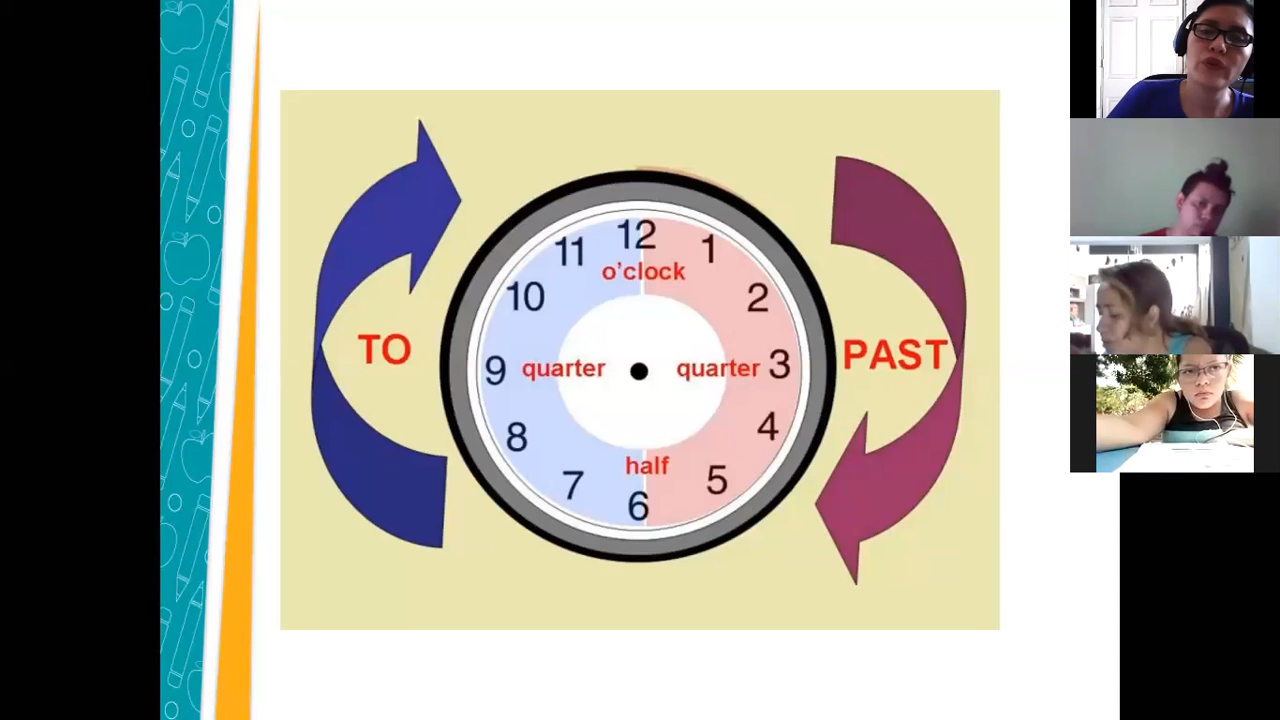 12
11 1
o'clock
10 2
TO
9 quarter quarter 3
PAST
8 4
half
7 5
6